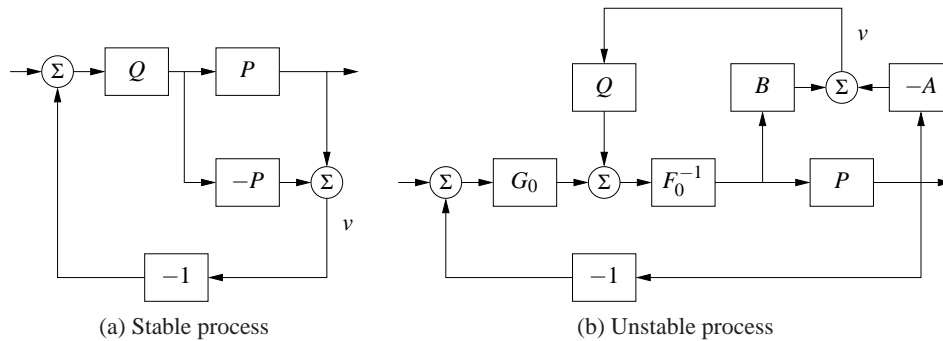 Σ
Q
P
−P
Σ
v
−1
(a) Stable process
v
Q
B
Σ
−A
Σ
G₀
Σ
F₀⁻¹
P
−1
(b) Unstable process